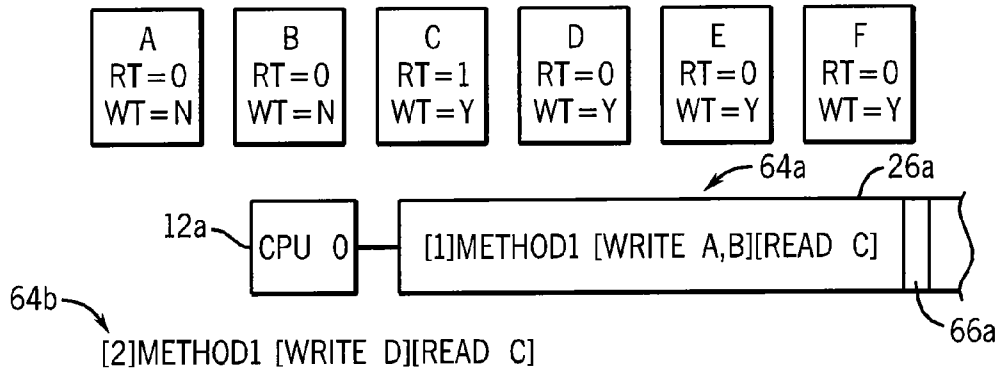 A B C D E F
RT=0 RT=0 RT=1 RT=0 RT=0 RT=0
WT=N WT=N WT=Y WT=Y WT=Y WT=Y
64a 26a
12a CPU 0 [1]METHOD1 [WRITE A,B][READ C]
64b 66a
[2]METHOD1 [WRITE D][READ C]